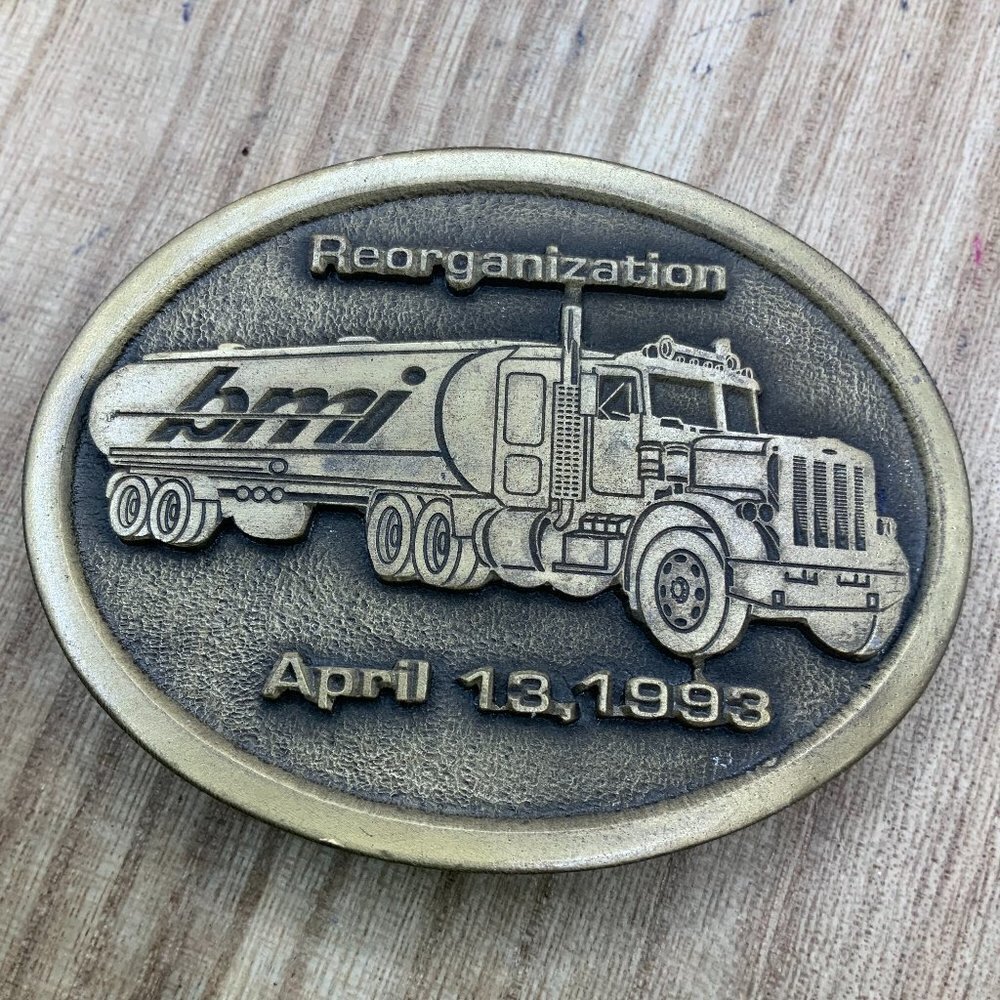 Reorganization
bmi
April 13, 1993